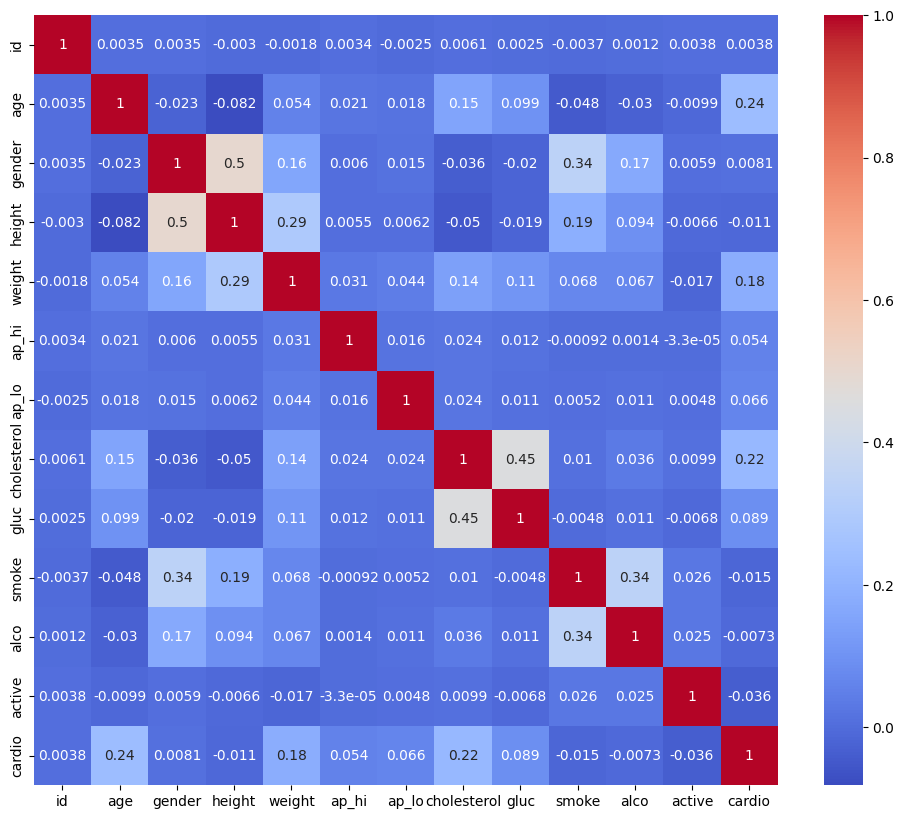 id 1 0.0035 0.0035 -0.003 -0.0018 0.0034 -0.0025 0.0061 0.0025 -0.0037 0.0012 0.0038 0.0038
age 0.0035 1 -0.023 -0.082 0.054 0.021 0.018 0.15 0.099 -0.048 -0.03 -0.0099 0.24
gender 0.0035 -0.023 1 0.5 0.16 0.006 0.015 -0.036 -0.02 0.34 0.17 0.0059 0.0081
height -0.003 -0.082 0.5 1 0.29 0.0055 0.0062 -0.05 -0.019 0.19 0.094 -0.0066 -0.011
weight -0.0018 0.054 0.16 0.29 1 0.031 0.044 0.14 0.11 0.068 0.067 -0.017 0.18
ap_hi 0.0034 0.021 0.006 0.0055 0.031 1 0.016 0.024 0.012 -0.00092 0.0014 -3.3e-05 0.054
ap_lo -0.0025 0.018 0.015 0.0062 0.044 0.016 1 0.024 0.011 0.0052 0.011 0.0048 0.066
cholesterol 0.0061 0.15 -0.036 -0.05 0.14 0.024 0.024 1 0.45 0.01 0.036 0.0099 0.22
gluc 0.0025 0.099 -0.02 -0.019 0.11 0.012 0.011 0.45 1 -0.0048 0.011 -0.0068 0.089
smoke -0.0037 -0.048 0.34 0.19 0.068 -0.00092 0.0052 0.01 -0.0048 1 0.34 0.026 -0.015
alco 0.0012 -0.03 0.17 0.094 0.067 0.0014 0.011 0.036 0.011 0.34 1 0.025 -0.0073
active 0.0038 -0.0099 0.0059 -0.0066 -0.017 -3.3e-05 0.0048 0.0099 -0.0068 0.026 0.025 1 -0.036
cardio 0.0038 0.24 0.0081 -0.011 0.18 0.054 0.066 0.22 0.089 -0.015 -0.0073 -0.036 1
id age gender height weight ap_hi ap_lo cholesterol gluc smoke alco active cardio
1.0
0.8
0.6
0.4
0.2
0.0